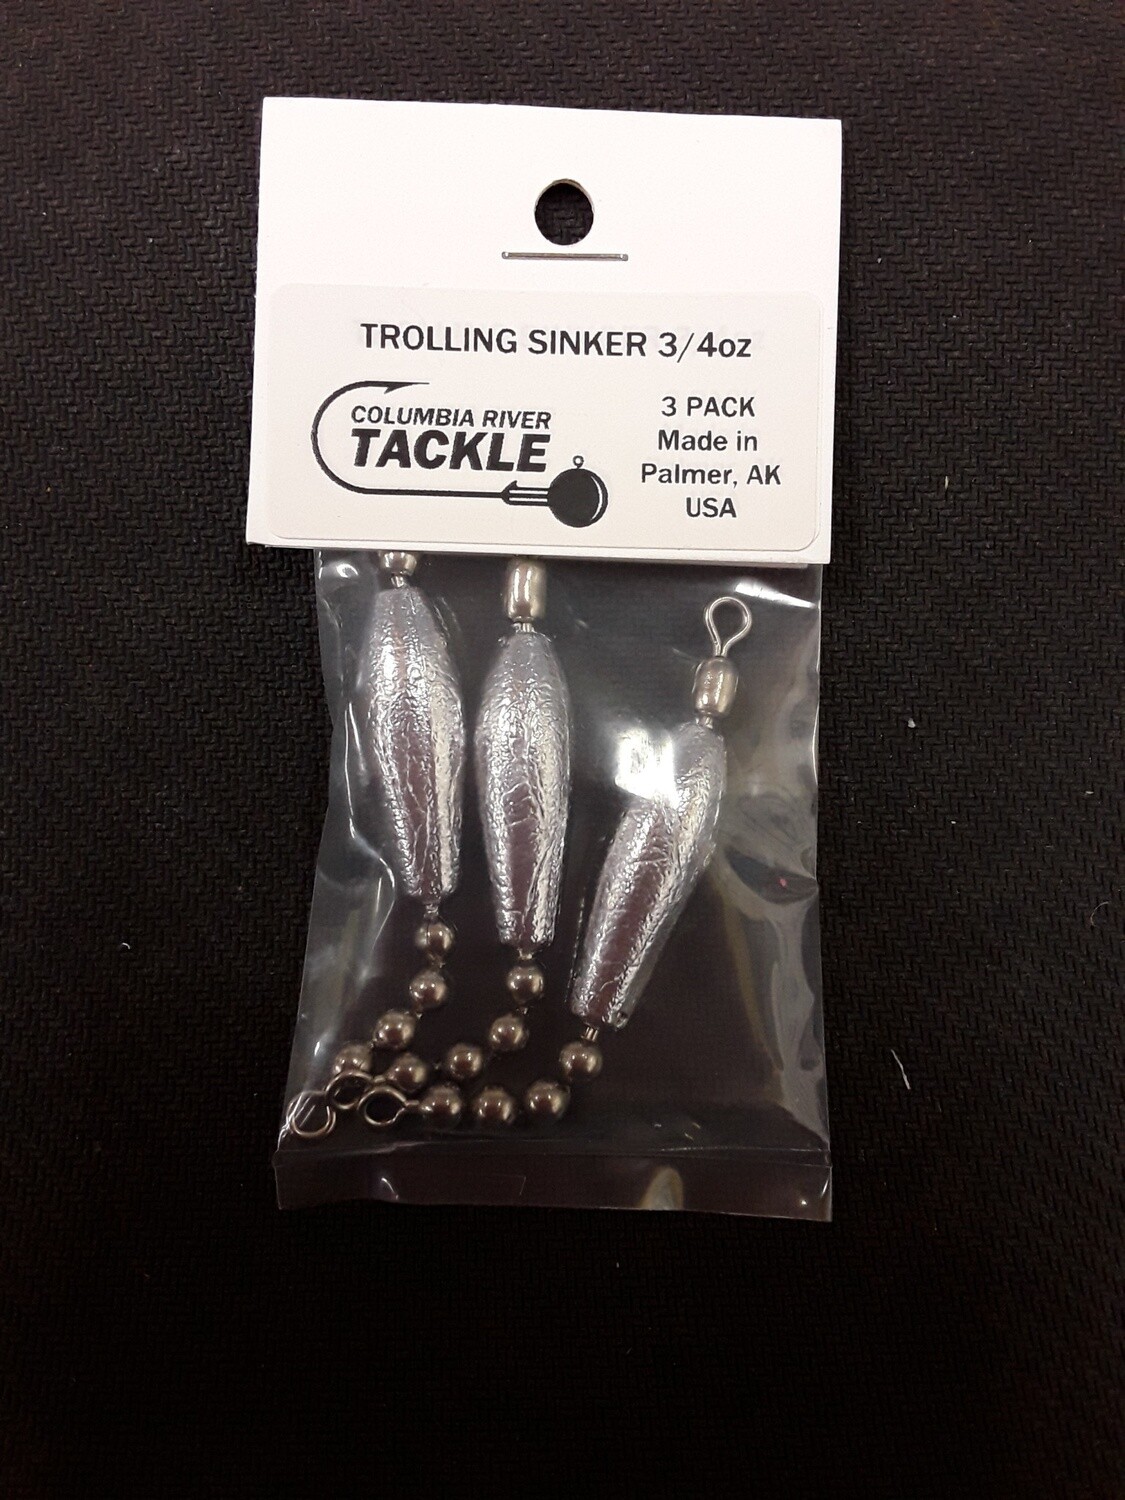 TROLLING SINKER 3/4oz
COLUMBIA RIVER
TACKLE
3 PACK
Made in
Palmer, AK
USA